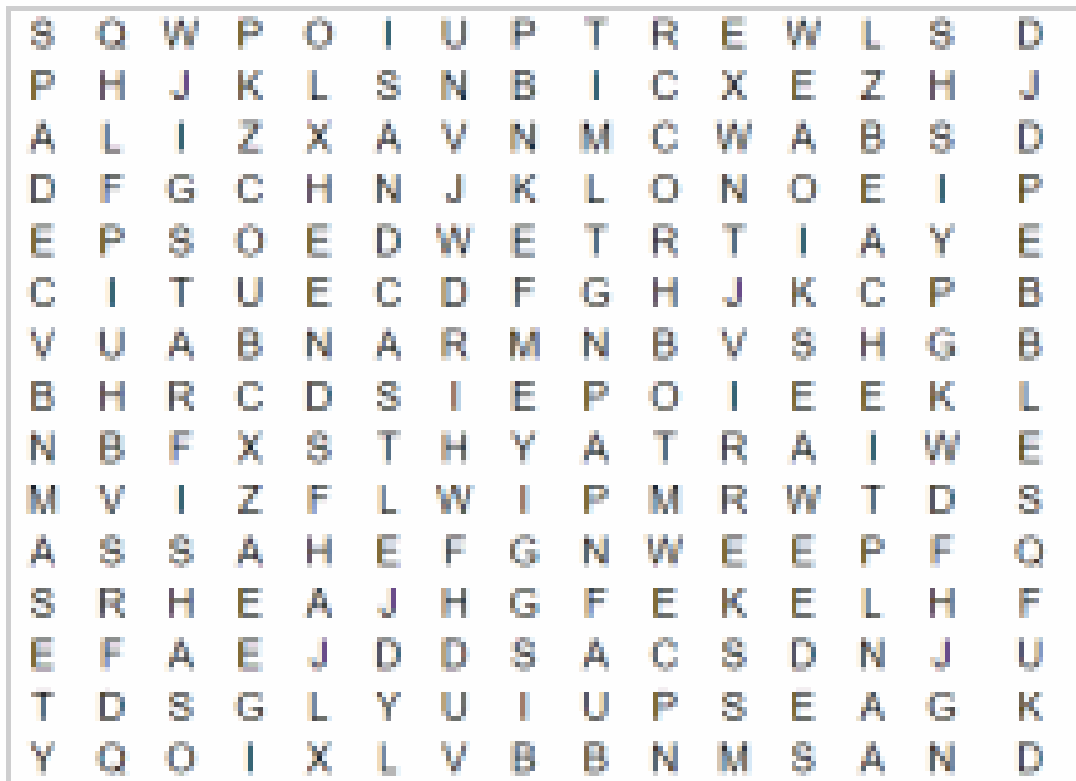 S Q W P O I U P T R E W L S D
P H J K L S N B I C X E Z H J
A L I Z X A V N M C W A B S D
D F G C H N J K L O N O E I P
E P S O E D W E T R T I A Y E
C I T U E C D F G H J K C P B
V U A B N A R M N B V S H G B
B H R C D S I E P O I E E K L
N B F X S T H Y A T R A I W E
M V I Z F L W I P M R W T D S
A S S A H E F G N W E E P F Q
S R H E A J H G F E K E L H F
E F A E J D D S A C S D N J U
T D S G L Y U I U P S E A G K
Y Q O I X L V B B N M S A N D